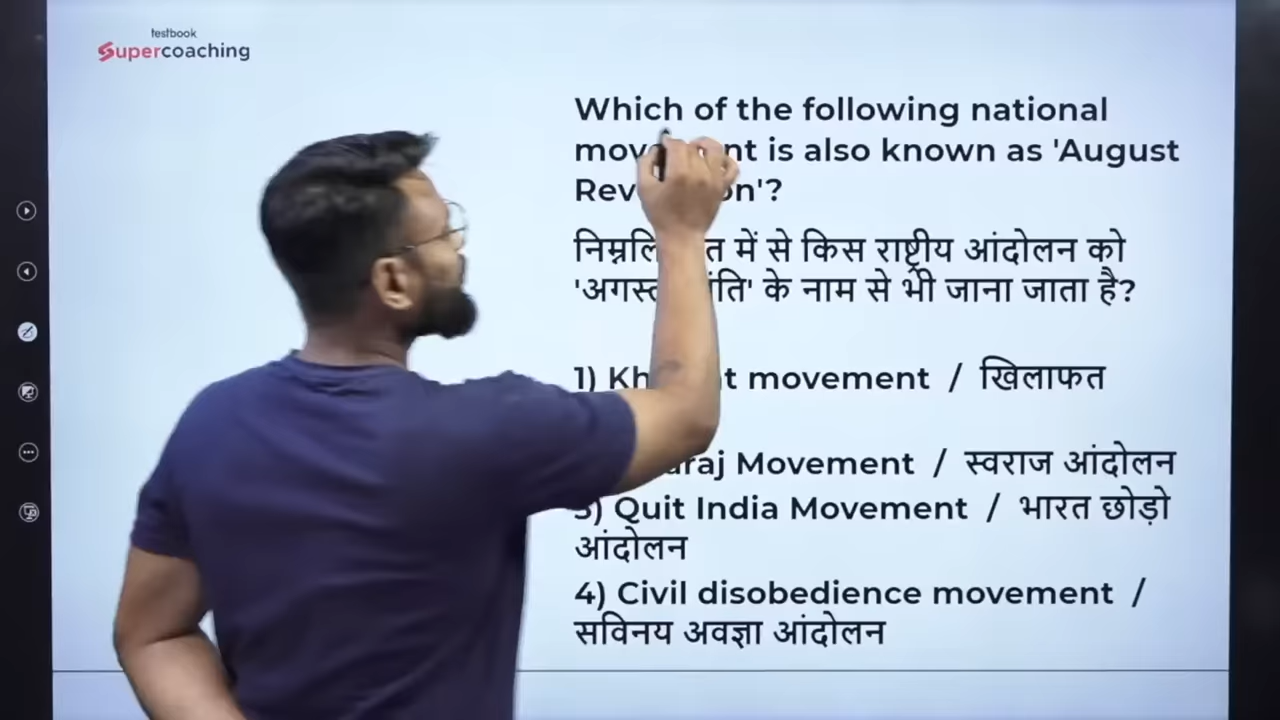 testbook
Supercoaching
Which of the following national
is also known as 'August
निम्नलि त में से किस राष्ट्रीय आंदोलन को
के नाम से भी जाना जाता है?
1) movement / खिलाफत
Movement / स्वराज आंदोलन
3) Quit India Movement / भारत छोड़ो
आंदोलन
4) Civil disobedience movement /
सविनय अवज्ञा आंदोलन